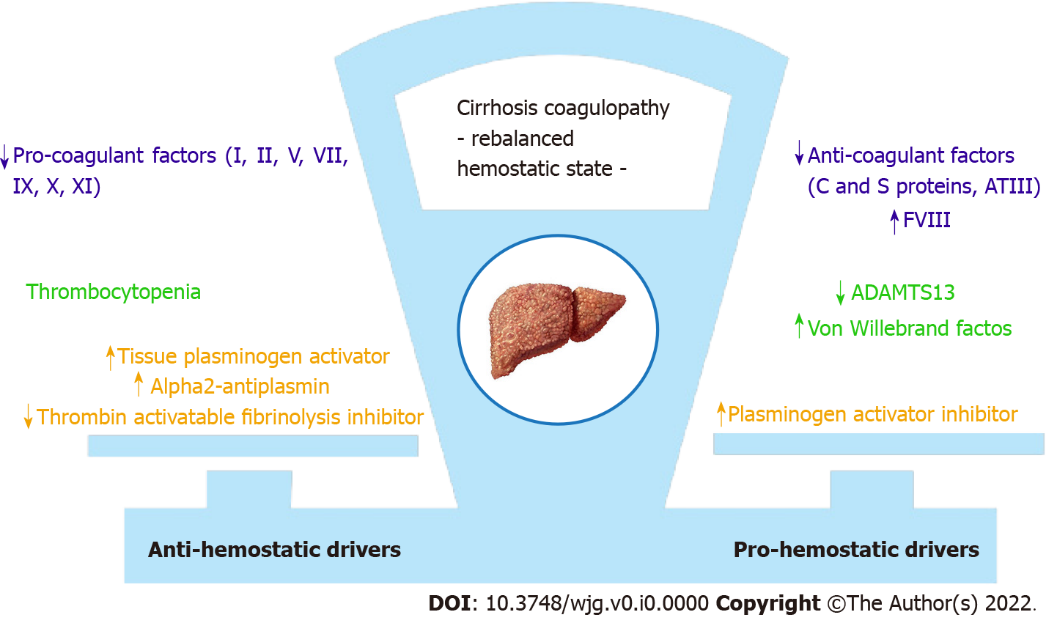 Cirrhosis coagulopathy
- rebalanced
hemostatic state -
↓Pro-coagulant factors (I, II, V, VII,
IX, X, XI)
Thrombocytopenia
↑Tissue plasminogen activator
↑ Alpha2-antiplasmin
↓Thrombin activatable fibrinolysis inhibitor
↓Anti-coagulant factors
(C and S proteins, ATIII)
↑FVIII
↓ ADAMTS13
↑Von Willebrand factos
↑Plasminogen activator inhibitor
Anti-hemostatic drivers
Pro-hemostatic drivers
DOI: 10.3748/wjg.v0.i0.0000 Copyright ©The Author(s) 2022.